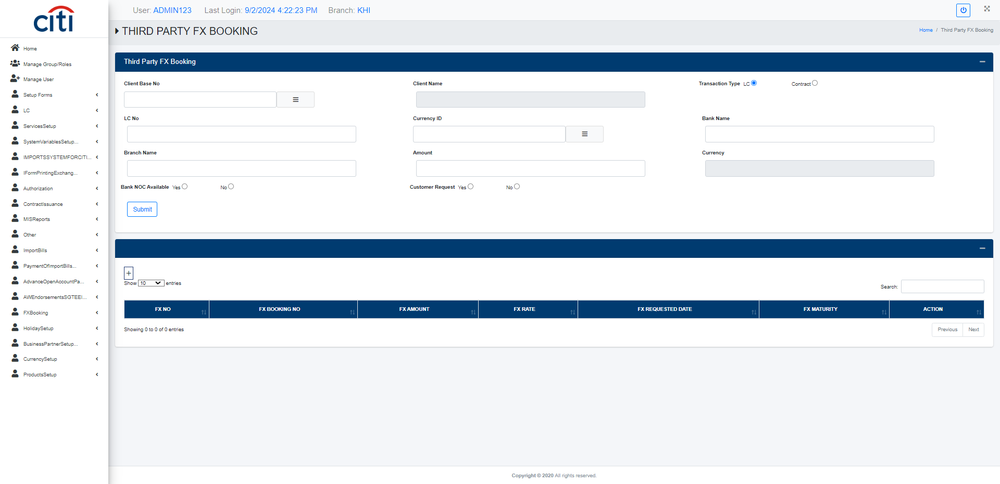 citi
User: ADMIN123 Last Login: 9/2/2024 4:22:23 PM Branch: KHI
THIRD PARTY FX BOOKING
Home / Third Party FX Booking
Home
Manage Group/Roles
Manage User
Setup Forms
LC
ServicesSetup
SystemVariablesSetup...
IMPORTSSYSTEMFORCITI...
IFormPrintingExchang...
Authorization
ContractIssuance
MISReports
Other
ImportBills
PaymentOfImportBills...
AdvanceOpenAccountPa...
AWEndorsementsSGTEEI...
FXBooking
HolidaySetup
BusinessPartnerSetup...
CurrencySetup
ProductsSetup
Third Party FX Booking
Client Base No Client Name Transaction Type LC Contract
LC No Currency ID Bank Name
Branch Name Amount Currency
Bank NOC Available Yes No Customer Request Yes No
Submit
+
Show 10 entries
Search:
FX NO FX BOOKING NO FX AMOUNT FX RATE FX REQUESTED DATE FX MATURITY ACTION
Showing 0 to 0 of 0 entries
Previous Next
Copyright © 2020 All rights reserved.